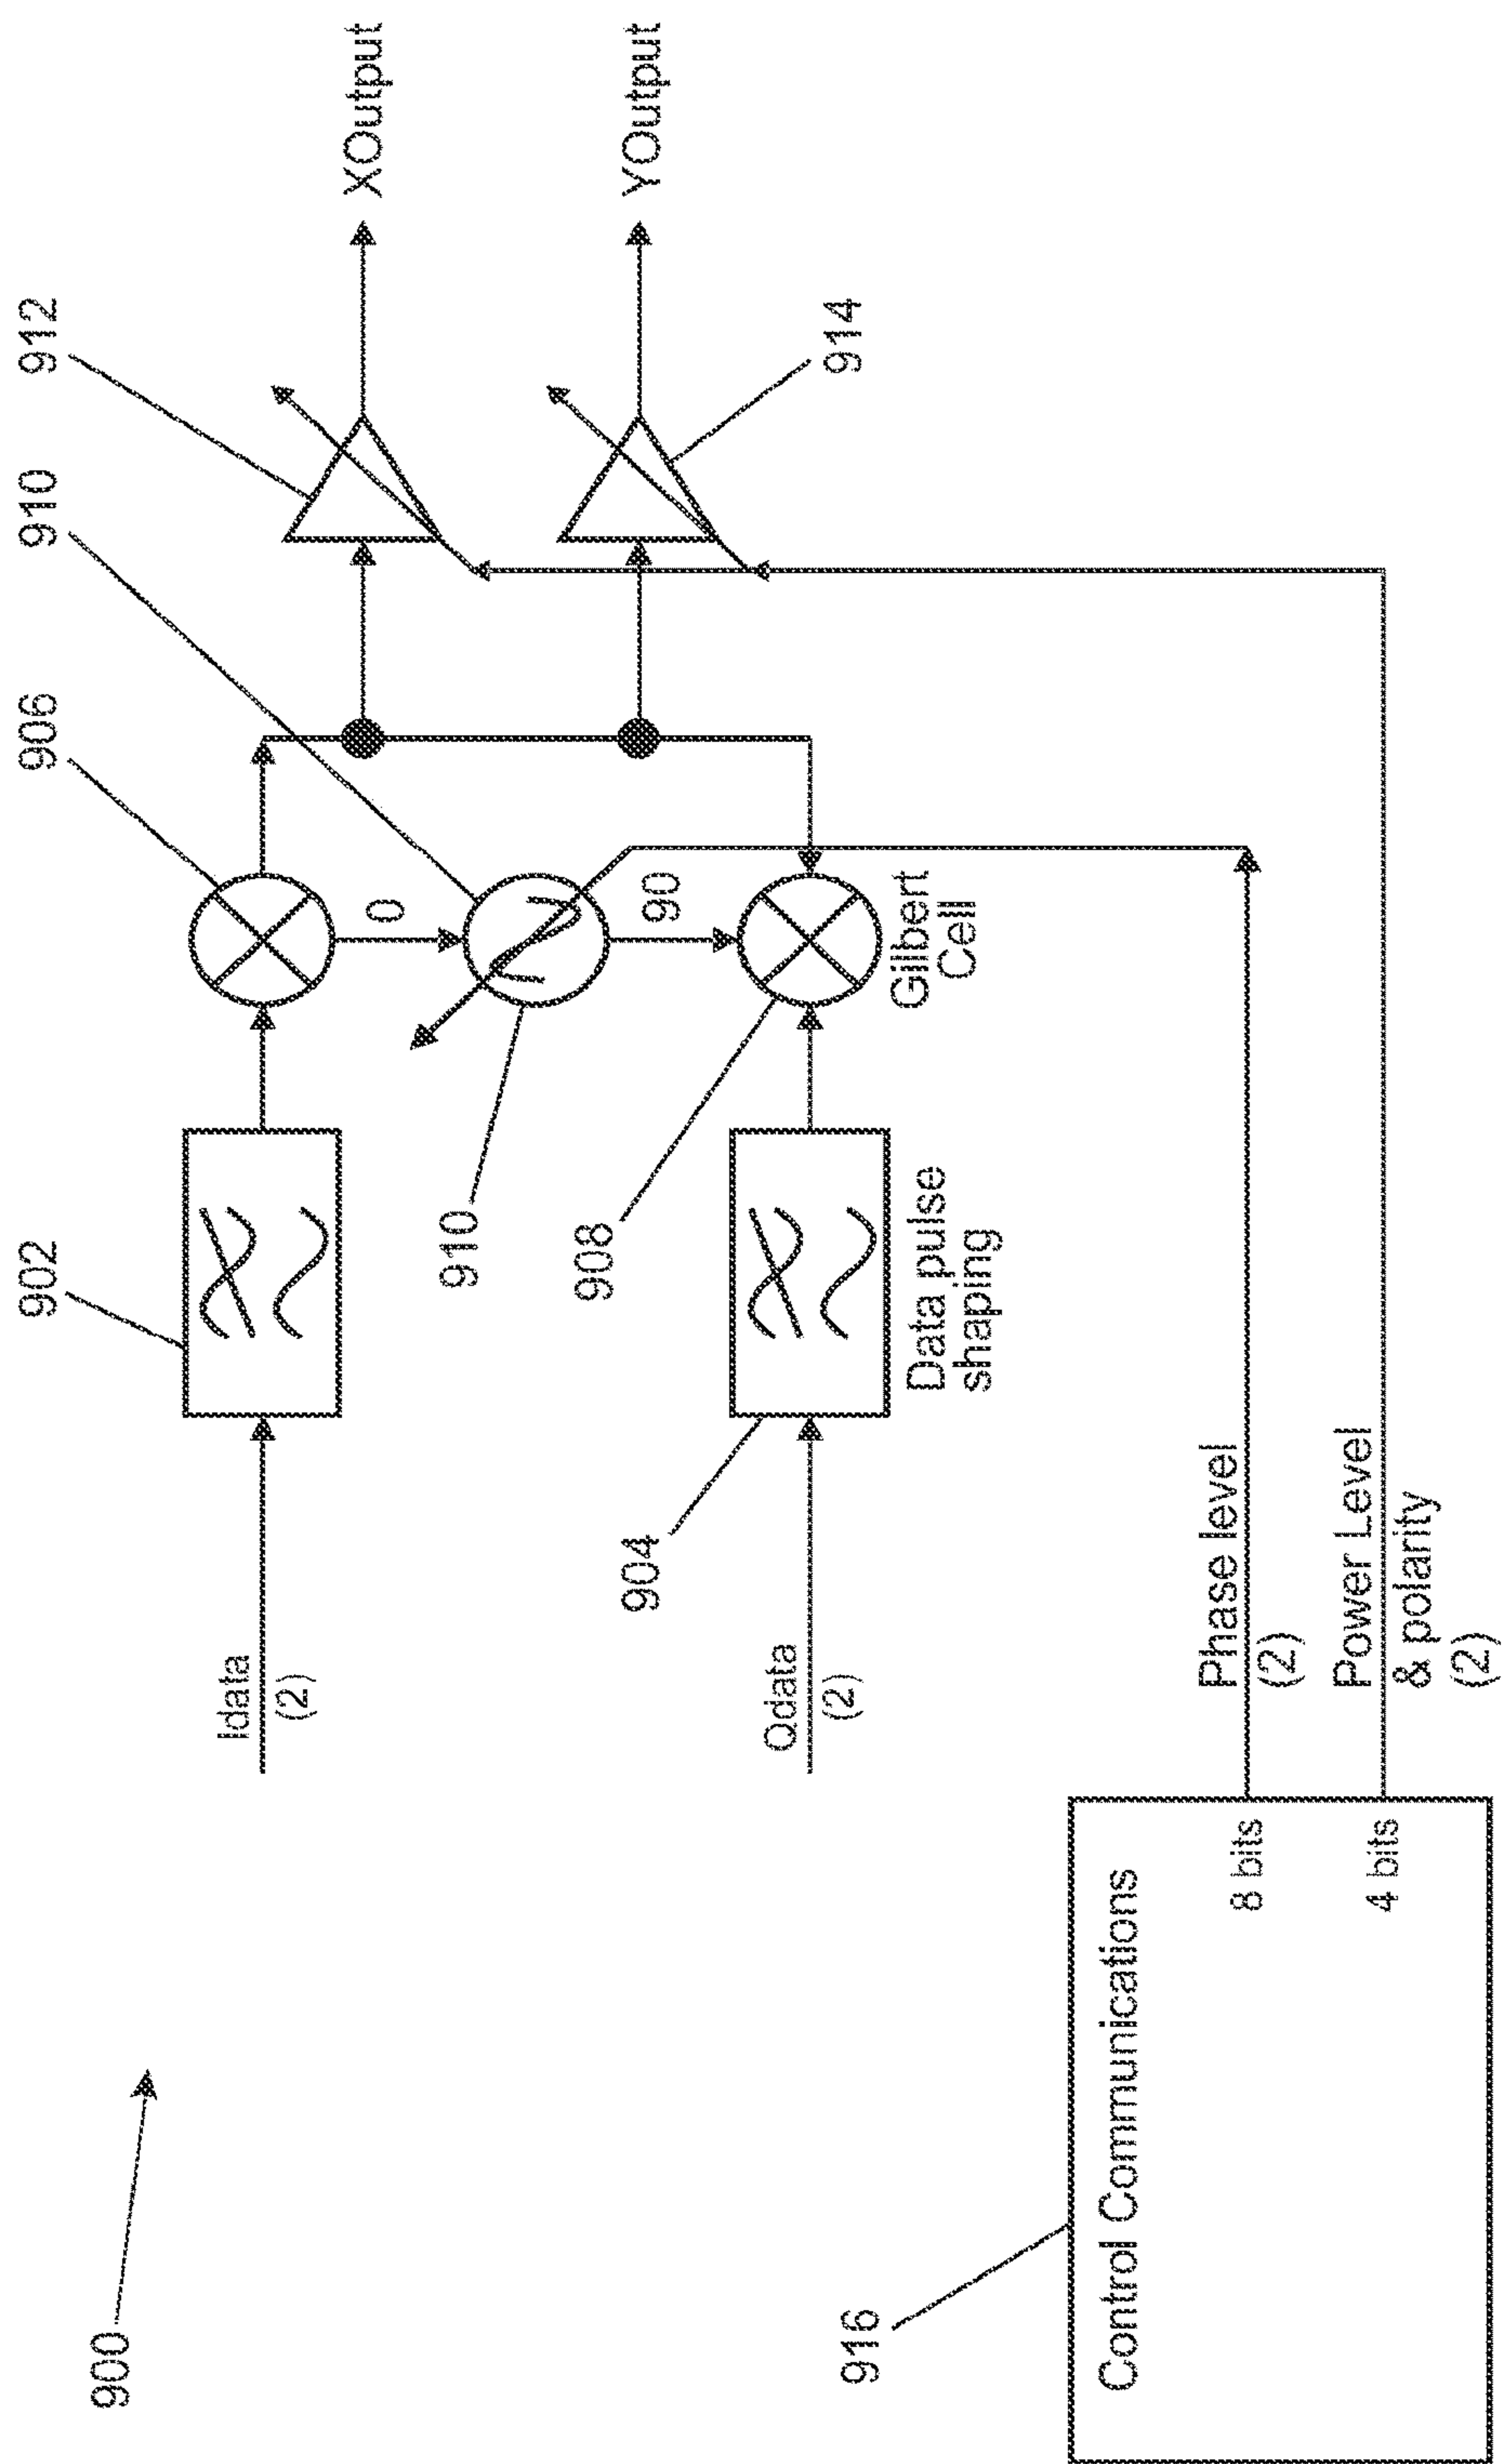 900
902
906
910
912
Idata
(2)
0
XOutput
910
904
908
90
Qdata
(2)
Data pulse
shaping
Gilbert
Cell
YOutput
914
916
Control Communications
8 bits
Phase level
(2)
4 bits
Power Level
& polarity
(2)